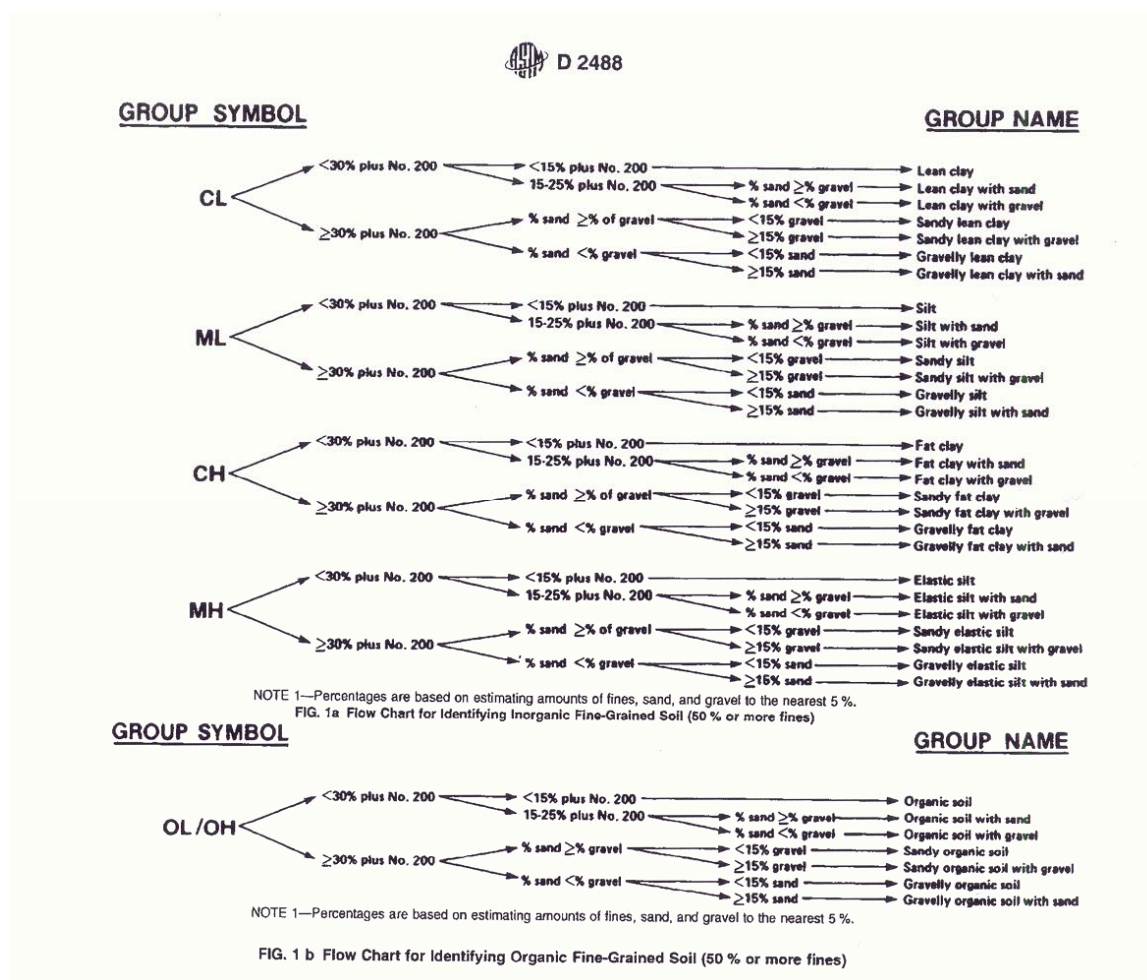 ASTM D 2488
GROUP SYMBOL
GROUP NAME
<30% plus No. 200 <15% plus No. 200 Lean clay
15-25% plus No. 200 % sand ≥% gravel Lean clay with sand
% sand <% gravel Lean clay with gravel
CL
≥30% plus No. 200 % sand ≥% of gravel <15% gravel Sandy lean clay
≥15% gravel Sandy lean clay with gravel
% sand <% gravel <15% sand Gravelly lean clay
≥15% sand Gravelly lean clay with sand
<30% plus No. 200 <15% plus No. 200 Silt
15-25% plus No. 200 % sand ≥% gravel Silt with sand
% sand <% gravel Silt with gravel
ML
≥30% plus No. 200 % sand ≥% of gravel <15% gravel Sandy silt
≥15% gravel Sandy silt with gravel
% sand <% gravel <15% sand Gravelly silt
≥15% sand Gravelly silt with sand
<30% plus No. 200 <15% plus No. 200 Fat clay
15-25% plus No. 200 % sand ≥% gravel Fat clay with sand
% sand <% gravel Fat clay with gravel
CH
≥30% plus No. 200 % sand ≥% of gravel <15% gravel Sandy fat clay
≥15% gravel Sandy fat clay with gravel
% sand <% gravel <15% sand Gravelly fat clay
≥15% sand Gravelly fat clay with sand
<30% plus No. 200 <15% plus No. 200 Elastic silt
15-25% plus No. 200 % sand ≥% gravel Elastic silt with sand
% sand <% gravel Elastic silt with gravel
MH
≥30% plus No. 200 % sand ≥% of gravel <15% gravel Sandy elastic silt
≥15% gravel Sandy elastic silt with gravel
% sand <% gravel <15% sand Gravelly elastic silt
≥15% sand Gravelly elastic silt with sand
NOTE 1—Percentages are based on estimating amounts of fines, sand, and gravel to the nearest 5 %.
FIG. 1a Flow Chart for Identifying Inorganic Fine-Grained Soil (50 % or more fines)
GROUP SYMBOL
GROUP NAME
<30% plus No. 200 <15% plus No. 200 Organic soil
15-25% plus No. 200 % sand ≥% gravel Organic soil with sand
% sand <% gravel Organic soil with gravel
OL/OH
≥30% plus No. 200 % sand ≥% gravel <15% gravel Sandy organic soil
≥15% gravel Sandy organic soil with gravel
% sand <% gravel <15% sand Gravelly organic soil
≥15% sand Gravelly organic soil with sand
NOTE 1—Percentages are based on estimating amounts of fines, sand, and gravel to the nearest 5 %.
FIG. 1 b Flow Chart for Identifying Organic Fine-Grained Soil (50 % or more fines)